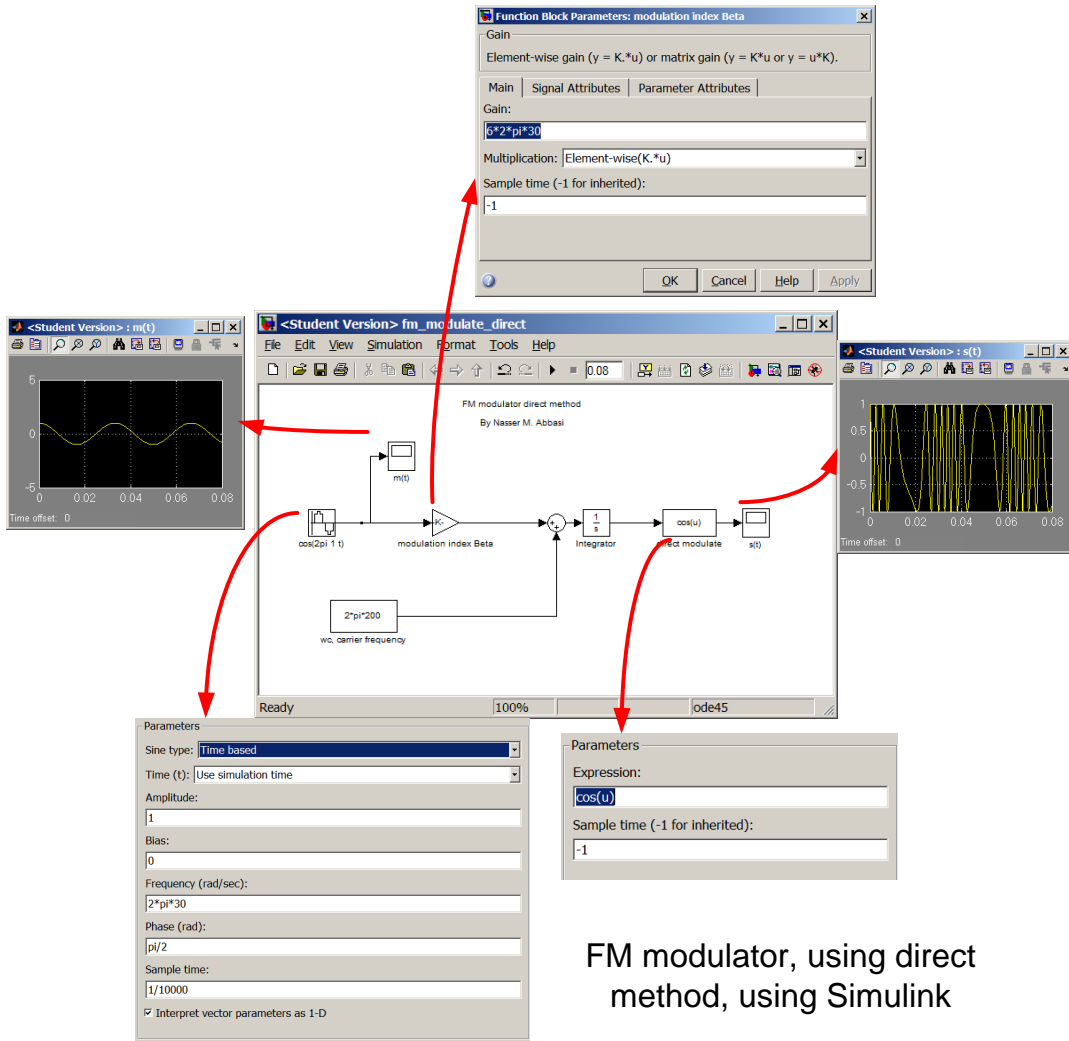 Function Block Parameters: modulation index Beta
Gain
Element-wise gain (y = K.*u) or matrix gain (y = K*u or y = u*K).
Main Signal Attributes Parameter Attributes
Gain:
6*2*pi*30
Multiplication: Element-wise(K.*u)
Sample time (-1 for inherited):
-1
OK Cancel Help Apply
<Student Version> : m(t)
5
0
-5
0 0.02 0.04 0.06 0.08
Time offset: 0
<Student Version> fm_modulate_direct
File Edit View Simulation Format Tools Help
0.08
FM modulator direct method
By Nasser M. Abbasi
m(t)
cos(2pi 1 t)
-K-
modulation index Beta
1
s
Integrator
cos(u)
direct modulate
s(t)
2*pi*200
wc, carrier frequency
Ready 100% ode45
<Student Version> : s(t)
1
0.5
0
-0.5
-1
0 0.02 0.04 0.06 0.08
Time offset: 0
Parameters
Sine type: Time based
Time (t): Use simulation time
Amplitude:
1
Bias:
0
Frequency (rad/sec):
2*pi*30
Phase (rad):
pi/2
Sample time:
1/10000
Interpret vector parameters as 1-D
Parameters
Expression:
cos(u)
Sample time (-1 for inherited):
-1
FM modulator, using direct
method, using Simulink